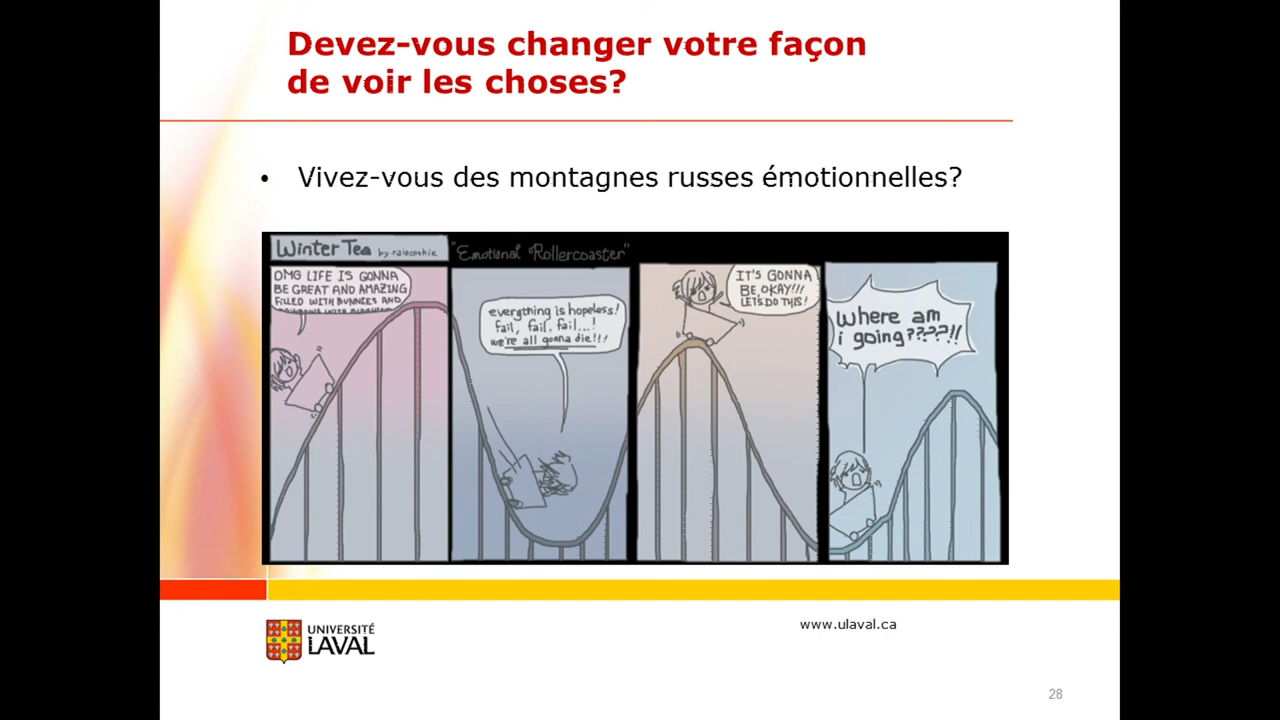 Devez-vous changer votre façon
de voir les choses?
• Vivez-vous des montagnes russes émotionnelles?
Winter Tea by:raincookie "Emotional Rollercoaster"
OMG LIFE IS GONNA
BE GREAT AND AMAZING
FILLED WITH BUNNIES AND
everything is hopeless!
fail, fail, fail...!
we're all gonna die!!!
IT'S GONNA
BE OKAY!!!
LET'S DO THIS!
Where am
i going????!!
UNIVERSITÉ
LAVAL
www.ulaval.ca
28